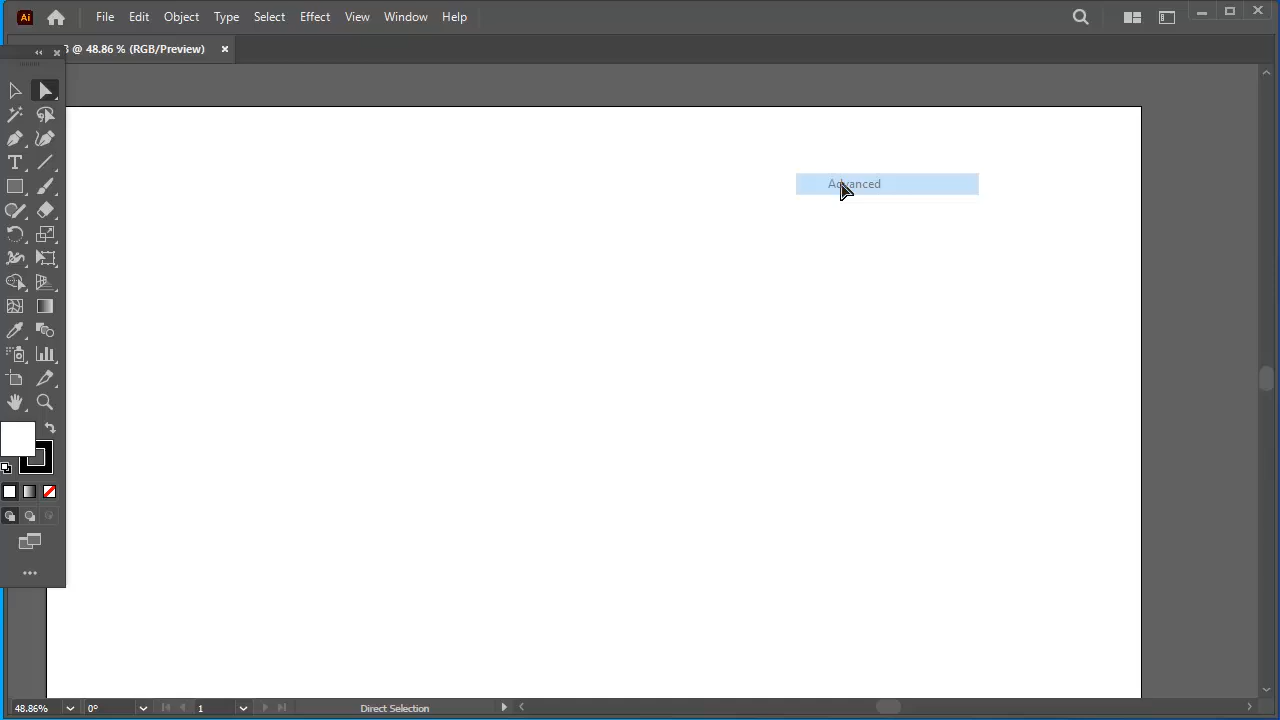 Ai File Edit Object Type Select Effect View Window Help
@ 48.86 % (RGB/Preview) ×
Advanced
T
48.86% 0° 1 Direct Selection